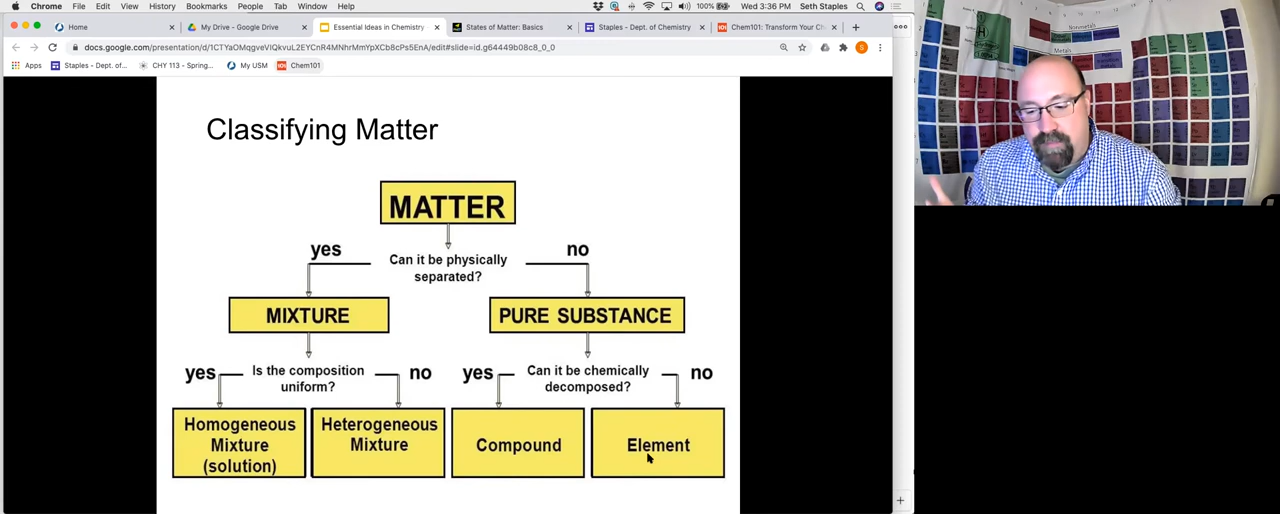 Chrome File Edit View History Bookmarks People Tab Window Help 100% Wed 3:36 PM Seth Staples
Home My Drive - Google Drive Essential Ideas in Chemistry States of Matter: Basics Staples - Dept. of Chemistry Chem101: Transform Your Ch
docs.google.com/presentation/d/1CTYaOMqgveVIQkvuL2EYCnR4MNhrMmYpXCb8cPs5EnA/edit#slide=id.g64449b08c8_0_0
Apps Staples - Dept. of... CHY 113 - Spring... My USM Chem101
Classifying Matter
MATTER
yes no
Can it be physically
separated?
MIXTURE PURE SUBSTANCE
yes Is the composition no yes Can it be chemically no
uniform? decomposed?
Homogeneous
Mixture
(solution)
Heterogeneous
Mixture
Compound
Element
Nonmetals
Metals
H